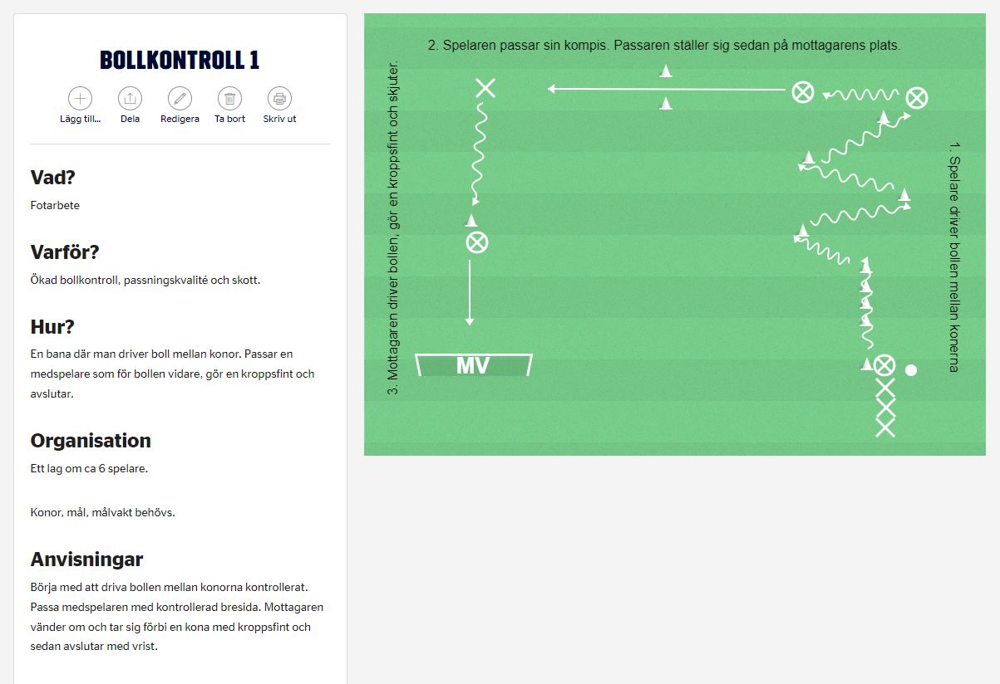 BOLLKONTROLL 1
Lägg till... Dela Redigera Ta bort Skriv ut
Vad?
Fotarbete
Varför?
Ökad bollkontroll, passningskvalité och skott.
Hur?
En bana där man driver boll mellan konor. Passar en
medspelare som för bollen vidare, gör en kroppsfint och
avslutar.
Organisation
Ett lag om ca 6 spelare.
Konor, mål, målvakt behövs.
Anvisningar
Börja med att driva bollen mellan konorna kontrollerat.
Passa medspelaren med kontrollerad bresida. Mottagaren
vänder om och tar sig förbi en kona med kroppsfint och
sedan avslutar med vrist.
2. Spelaren passar sin kompis. Passaren ställer sig sedan på mottagarens plats.
3. Mottagaren driver bollen, gör en kroppsfint och skjuter.
1. Spelare driver bollen mellan konerna
MV